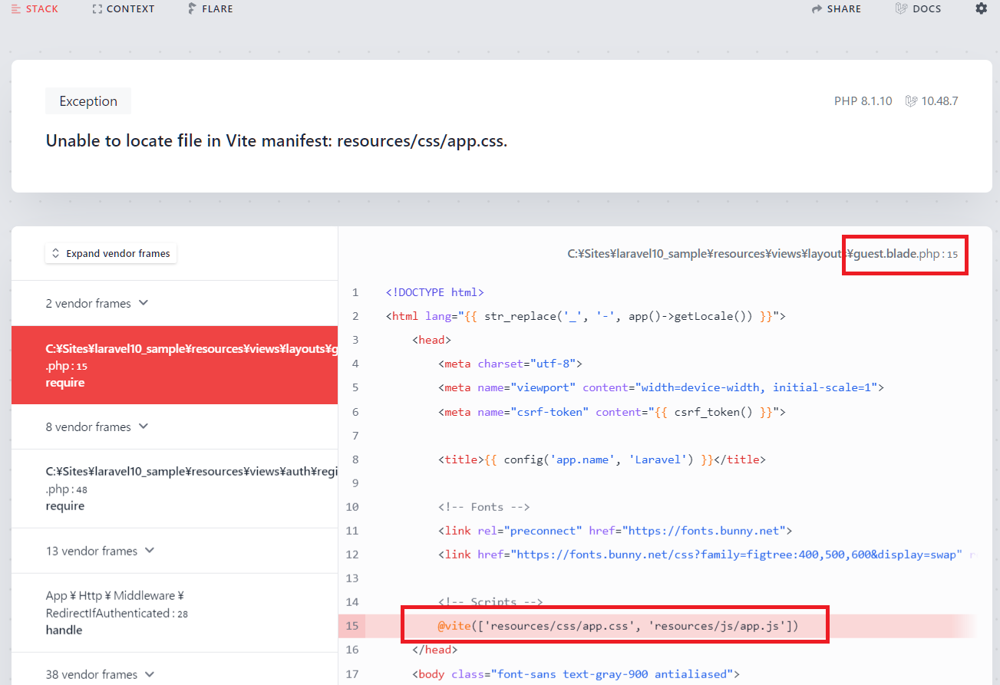 STACK CONTEXT FLARE SHARE DOCS
Exception
PHP 8.1.10 10.48.7
Unable to locate file in Vite manifest: resources/css/app.css.
Expand vendor frames
2 vendor frames
C:¥Sites¥laravel10_sample¥resources¥views¥layouts¥g
.php : 15
require
8 vendor frames
C:¥Sites¥laravel10_sample¥resources¥views¥auth¥regi
.php : 48
require
13 vendor frames
App ¥ Http ¥ Middleware ¥
RedirectIfAuthenticated : 28
handle
38 vendor frames
C:¥Sites¥laravel10_sample¥resources¥views¥layouts¥guest.blade.php : 15
1 <!DOCTYPE html>
2 <html lang="{{ str_replace('_', '-', app()->getLocale()) }}">
3 <head>
4 <meta charset="utf-8">
5 <meta name="viewport" content="width=device-width, initial-scale=1">
6 <meta name="csrf-token" content="{{ csrf_token() }}">
7
8 <title>{{ config('app.name', 'Laravel') }}</title>
9
10 <!-- Fonts -->
11 <link rel="preconnect" href="https://fonts.bunny.net">
12 <link href="https://fonts.bunny.net/css?family=figtree:400,500,600&display=swap"
13
14 <!-- Scripts -->
15 @vite(['resources/css/app.css', 'resources/js/app.js'])
16 </head>
17 <body class="font-sans text-gray-900 antialiased">